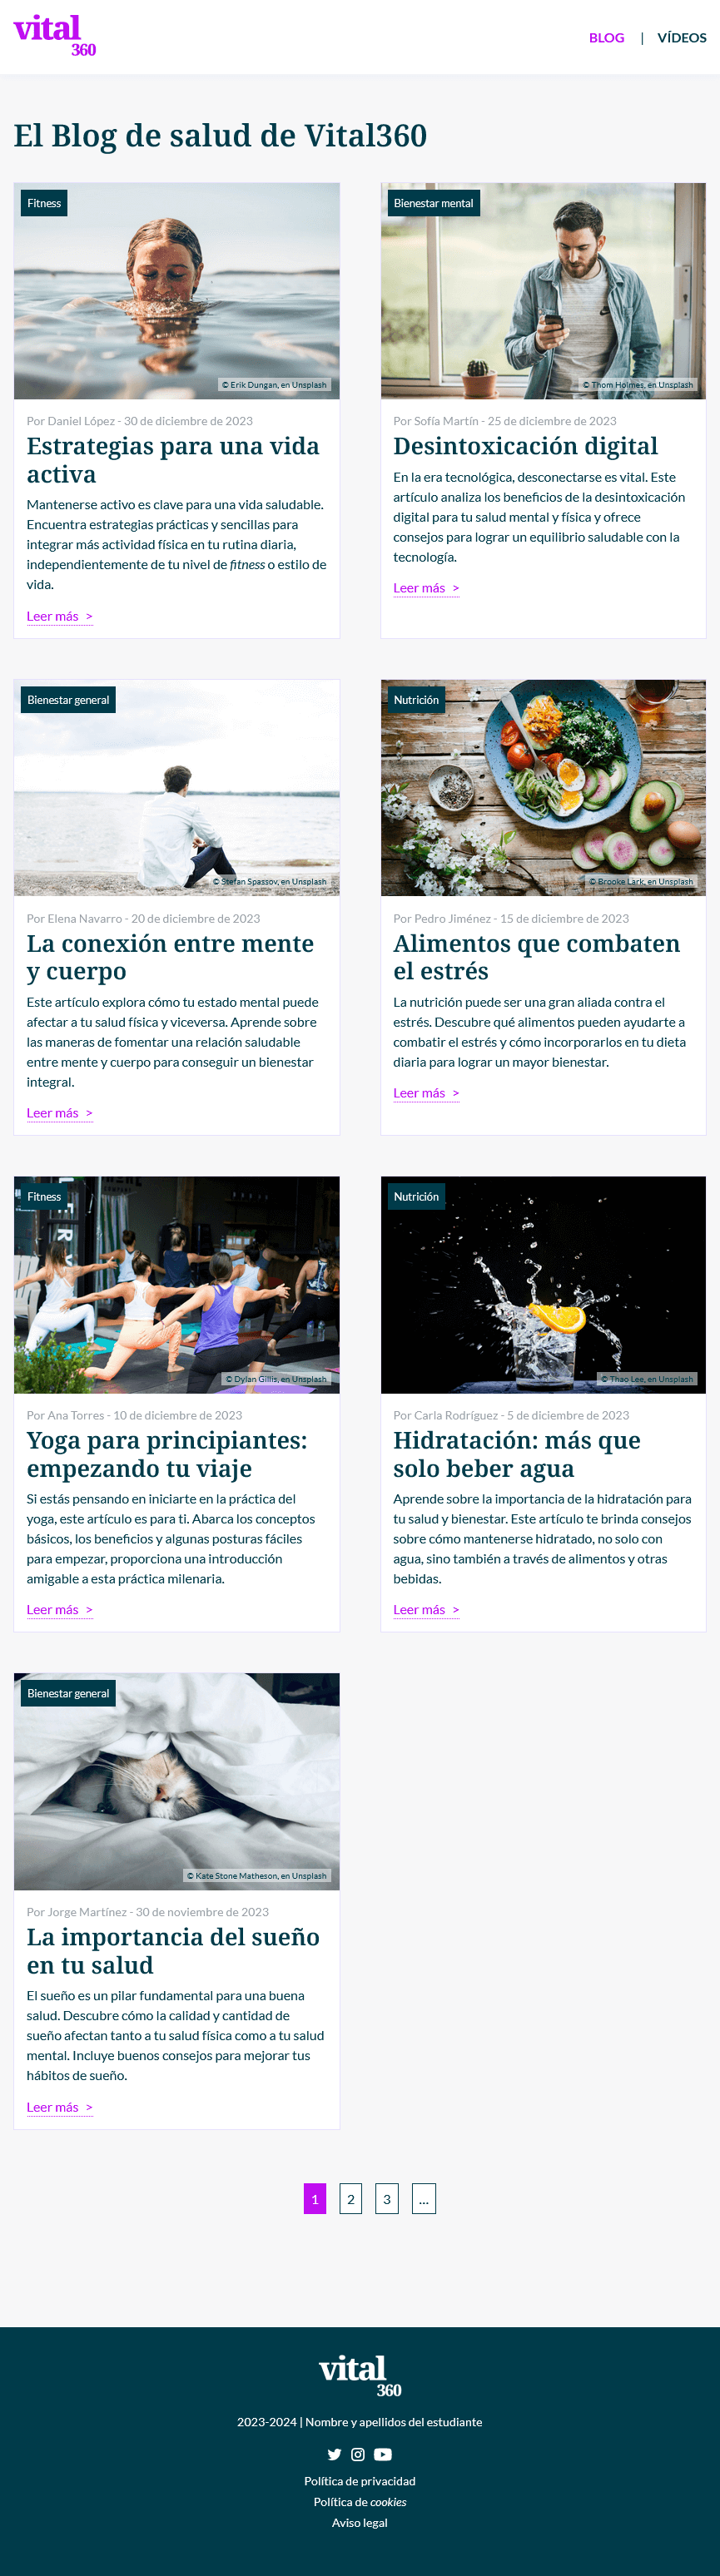 vital
360
BLOG | VÍDEOS
El Blog de salud de Vital360
Fitness
© Erik Dungan, en Unsplash
Por Daniel López - 30 de diciembre de 2023
Estrategias para una vida
activa
Mantenerse activo es clave para una vida saludable.
Encuentra estrategias prácticas y sencillas para
integrar más actividad física en tu rutina diaria,
independientemente de tu nivel de fitness o estilo de
vida.
Leer más >
Bienestar mental
© Thom Holmes, en Unsplash
Por Sofía Martín - 25 de diciembre de 2023
Desintoxicación digital
En la era tecnológica, desconectarse es vital. Este
artículo analiza los beneficios de la desintoxicación
digital para tu salud mental y física y ofrece
consejos para lograr un equilibrio saludable con la
tecnología.
Leer más >
Bienestar general
© Stefan Spassov, en Unsplash
Por Elena Navarro - 20 de diciembre de 2023
La conexión entre mente
y cuerpo
Este artículo explora cómo tu estado mental puede
afectar a tu salud física y viceversa. Aprende sobre
las maneras de fomentar una relación saludable
entre mente y cuerpo para conseguir un bienestar
integral.
Leer más >
Nutrición
© Brooke Lark, en Unsplash
Por Pedro Jiménez - 15 de diciembre de 2023
Alimentos que combaten
el estrés
La nutrición puede ser una gran aliada contra el
estrés. Descubre qué alimentos pueden ayudarte a
combatir el estrés y cómo incorporarlos en tu dieta
diaria para lograr un mayor bienestar.
Leer más >
Fitness
© Dylan Gillis, en Unsplash
Por Ana Torres - 10 de diciembre de 2023
Yoga para principiantes:
empezando tu viaje
Si estás pensando en iniciarte en la práctica del
yoga, este artículo es para ti. Abarca los conceptos
básicos, los beneficios y algunas posturas fáciles
para empezar, proporciona una introducción
amigable a esta práctica milenaria.
Leer más >
Nutrición
© Thao Lee, en Unsplash
Por Carla Rodríguez - 5 de diciembre de 2023
Hidratación: más que
solo beber agua
Aprende sobre la importancia de la hidratación para
tu salud y bienestar. Este artículo te brinda consejos
sobre cómo mantenerse hidratado, no solo con
agua, sino también a través de alimentos y otras
bebidas.
Leer más >
Bienestar general
© Kate Stone Matheson, en Unsplash
Por Jorge Martínez - 30 de noviembre de 2023
La importancia del sueño
en tu salud
El sueño es un pilar fundamental para una buena
salud. Descubre cómo la calidad y cantidad de
sueño afectan tanto a tu salud física como a tu salud
mental. Incluye buenos consejos para mejorar tus
hábitos de sueño.
Leer más >
1 2 3 ...
vital
360
2023-2024 | Nombre y apellidos del estudiante
Política de privacidad
Política de cookies
Aviso legal